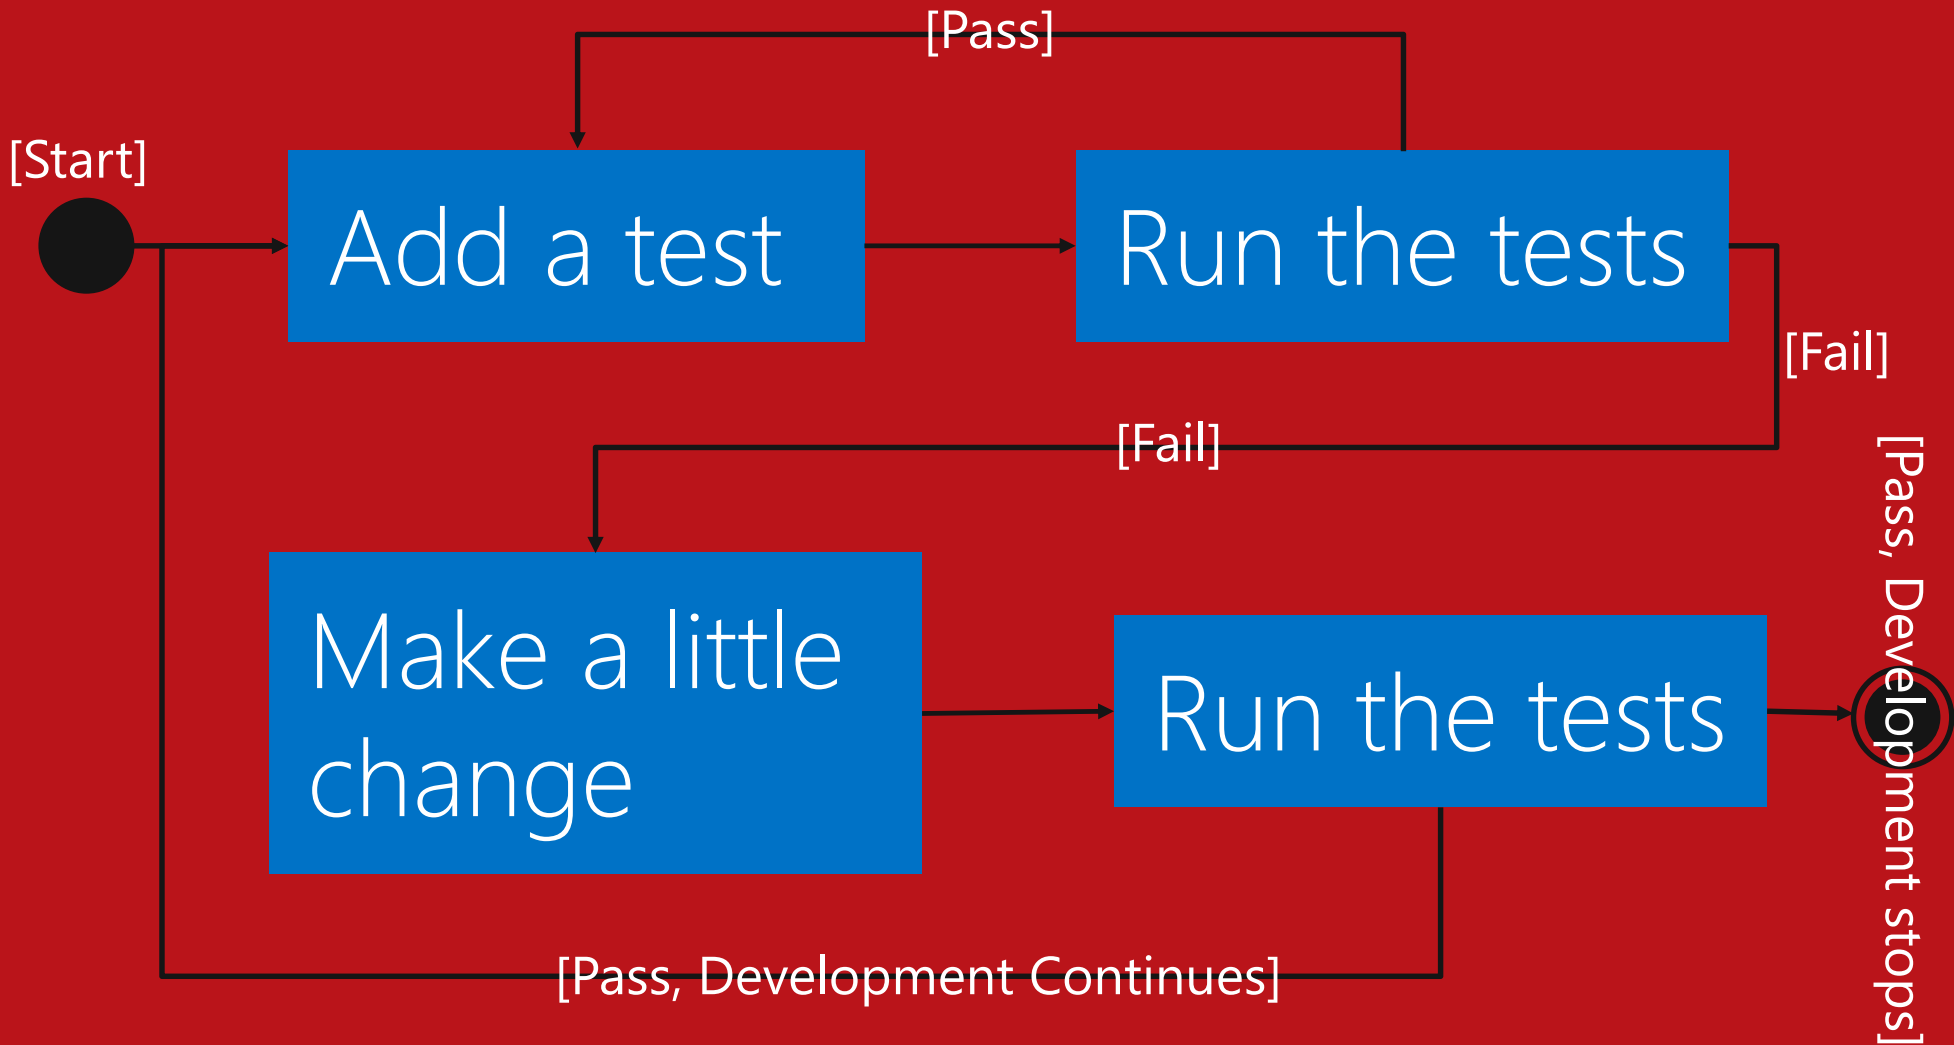 [Pass]
[Start]
Add a test
Run the tests
[Fail]
[Fail]
Make a little
change
Run the tests
[Pass, Development stops]
[Pass, Development Continues]